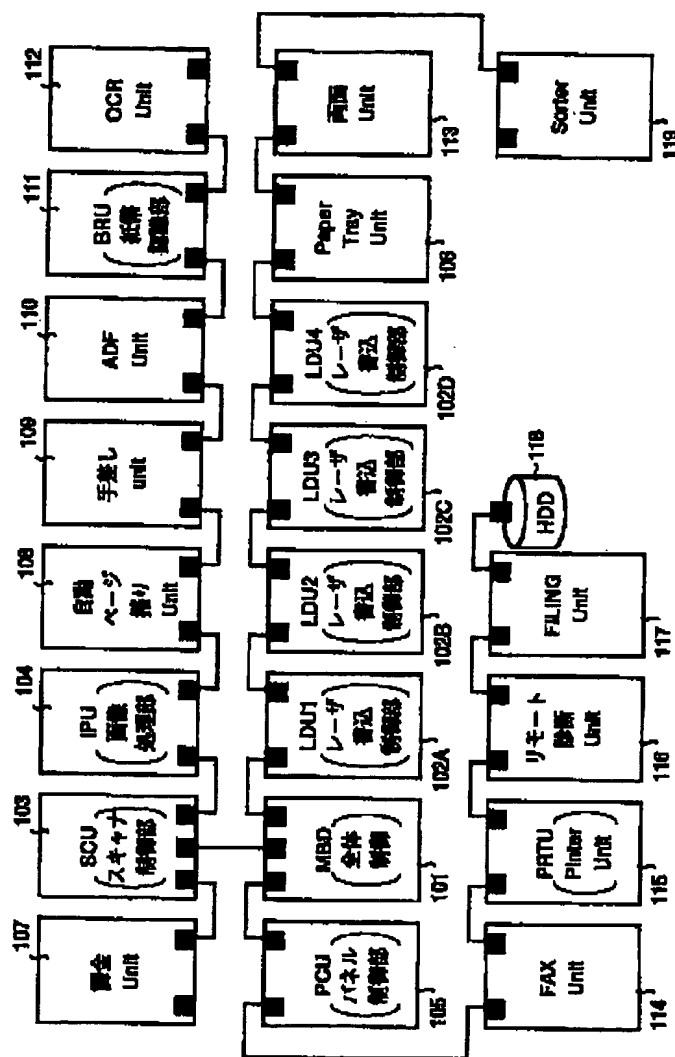 107
課金
Unit
103
SCU
スキャナ
制御部
104
IPU
画像
処理部
108
自動
ページ
捲り
Unit
109
手差し
unit
110
ADF
Unit
111
BRU
紙幣
認識部
112
OCR
Unit
PCU
パネル
制御部
105
MBD
全体
制御
101
LDU1
レーザ
書込
制御部
102A
LDU2
レーザ
書込
制御部
102B
LDU3
レーザ
書込
制御部
102C
LDU4
レーザ
書込
制御部
102D
Paper
Tray
Unit
106
両面
Unit
113
FAX
Unit
114
PRTU
Pinter
Unit
115
リモート
診断
Unit
116
FILING
Unit
117
HDD
118
Sorter
Unit
119